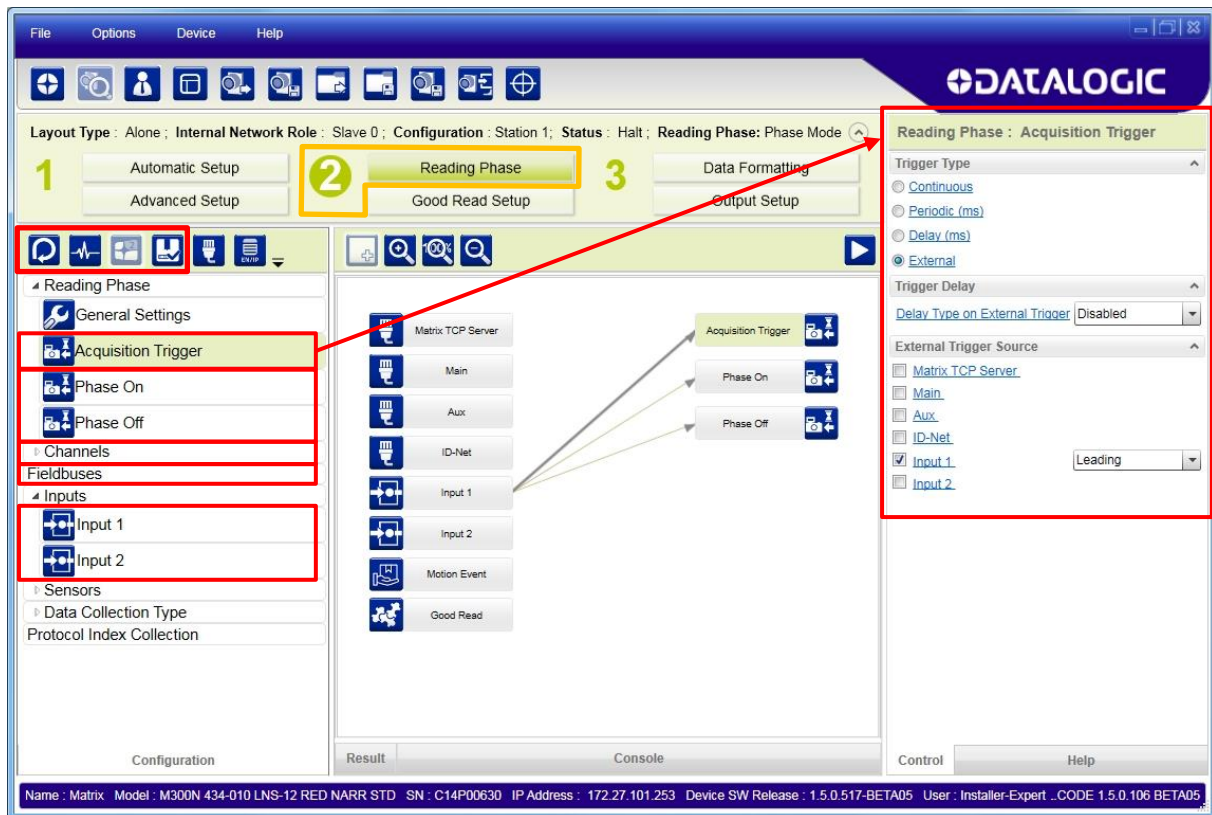 File Options Device Help
DATALOGIC
Layout Type : Alone ; Internal Network Role : Slave 0 ; Configuration : Station 1; Status : Halt ; Reading Phase: Phase Mode
1 Automatic Setup
Advanced Setup
2 Reading Phase
Good Read Setup
3 Data Formatting
Output Setup
EN/IP
Reading Phase
General Settings
Acquisition Trigger
Phase On
Phase Off
Channels
Fieldbuses
Inputs
Input 1
Input 2
Sensors
Data Collection Type
Protocol Index Collection
Configuration
100%
Matrix TCP Server
Main
Aux
ID-Net
Input 1
Input 2
Motion Event
Good Read
Acquisition Trigger
Phase On
Phase Off
Result Console
Reading Phase : Acquisition Trigger
Trigger Type
Continuous
Periodic (ms)
Delay (ms)
External
Trigger Delay
Delay Type on External Trigger Disabled
External Trigger Source
Matrix TCP Server
Main
Aux
ID-Net
Input 1 Leading
Input 2
Control Help
Name : Matrix Model : M300N 434-010 LNS-12 RED NARR STD SN : C14P00630 IP Address : 172.27.101.253 Device SW Release : 1.5.0.517-BETA05 User : Installer-Expert ..CODE 1.5.0.106 BETA05